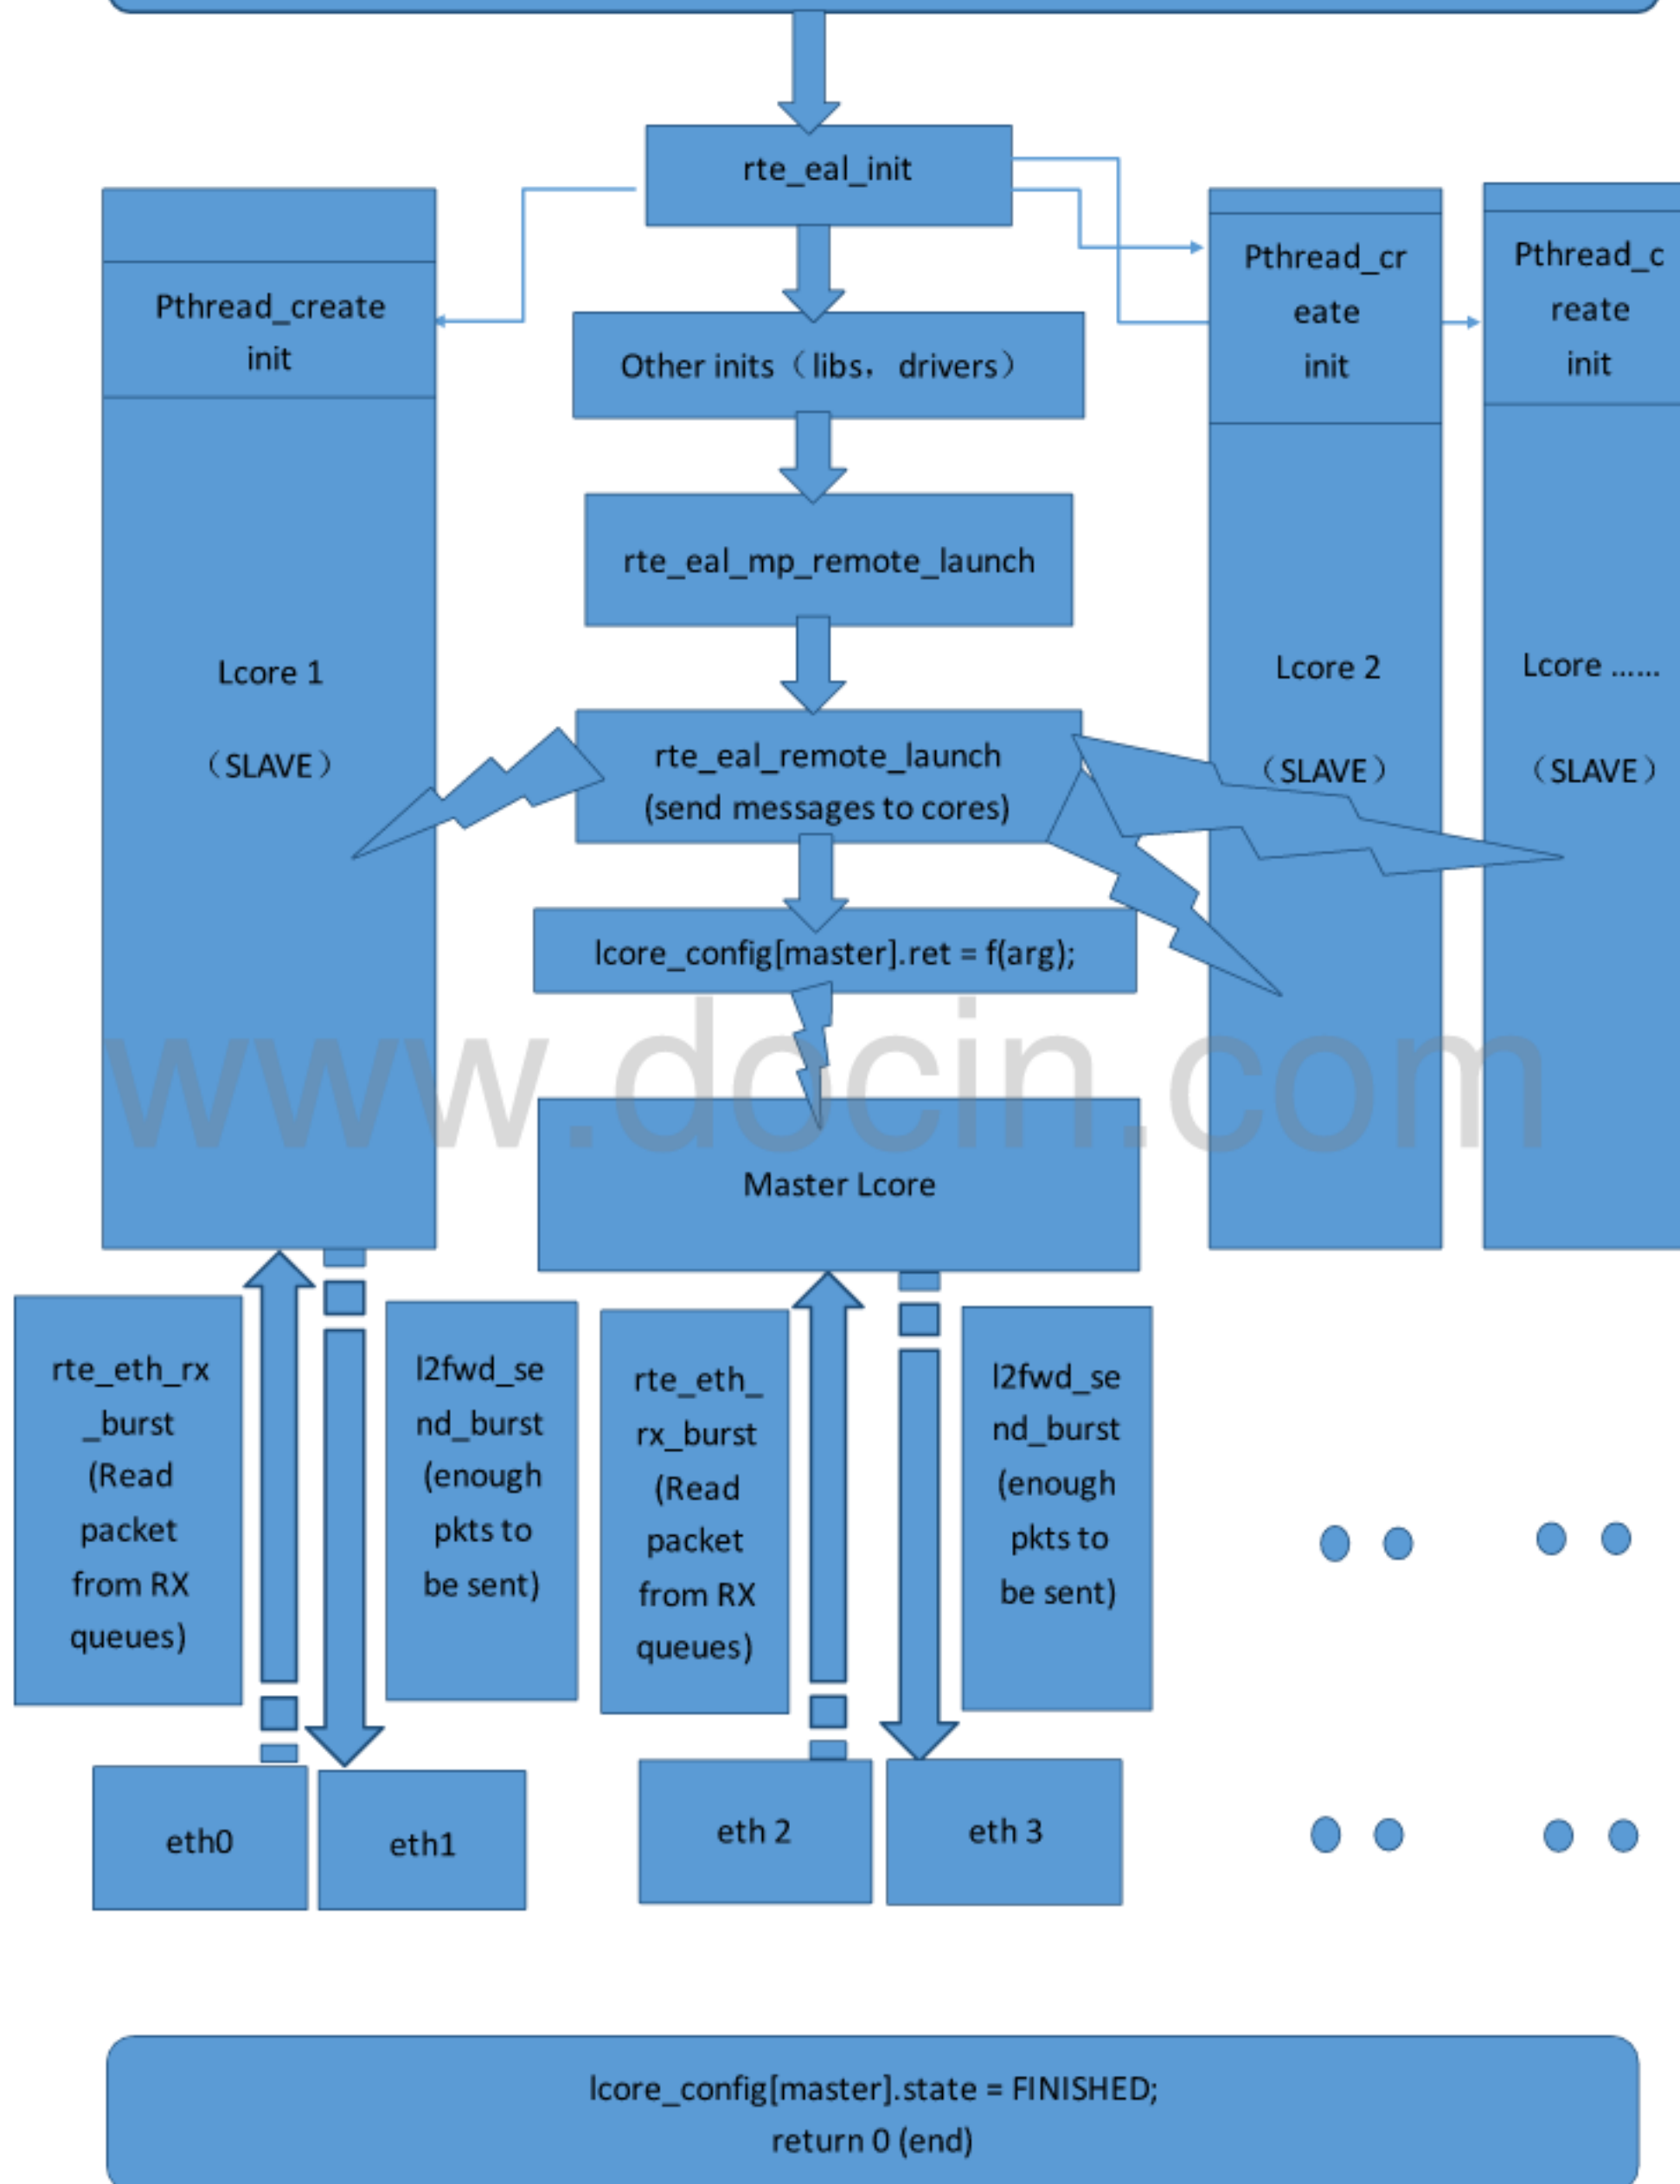 rte_eal_init
Pthread_create
init
Pthread_cr
eate
init
Pthread_c
reate
init
Other inits（libs，drivers）
rte_eal_mp_remote_launch
Lcore 1
（SLAVE）
rte_eal_remote_launch
(send messages to cores)
Lcore 2
（SLAVE）
Lcore ......
（SLAVE）
lcore_config[master].ret = f(arg);
www.docin.com
Master Lcore
rte_eth_rx
_burst
(Read
packet
from RX
queues)
l2fwd_se
nd_burst
(enough
pkts to
be sent)
rte_eth_
rx_burst
(Read
packet
from RX
queues)
l2fwd_se
nd_burst
(enough
pkts to
be sent)
eth0
eth1
eth 2
eth 3
lcore_config[master].state = FINISHED;
return 0 (end)